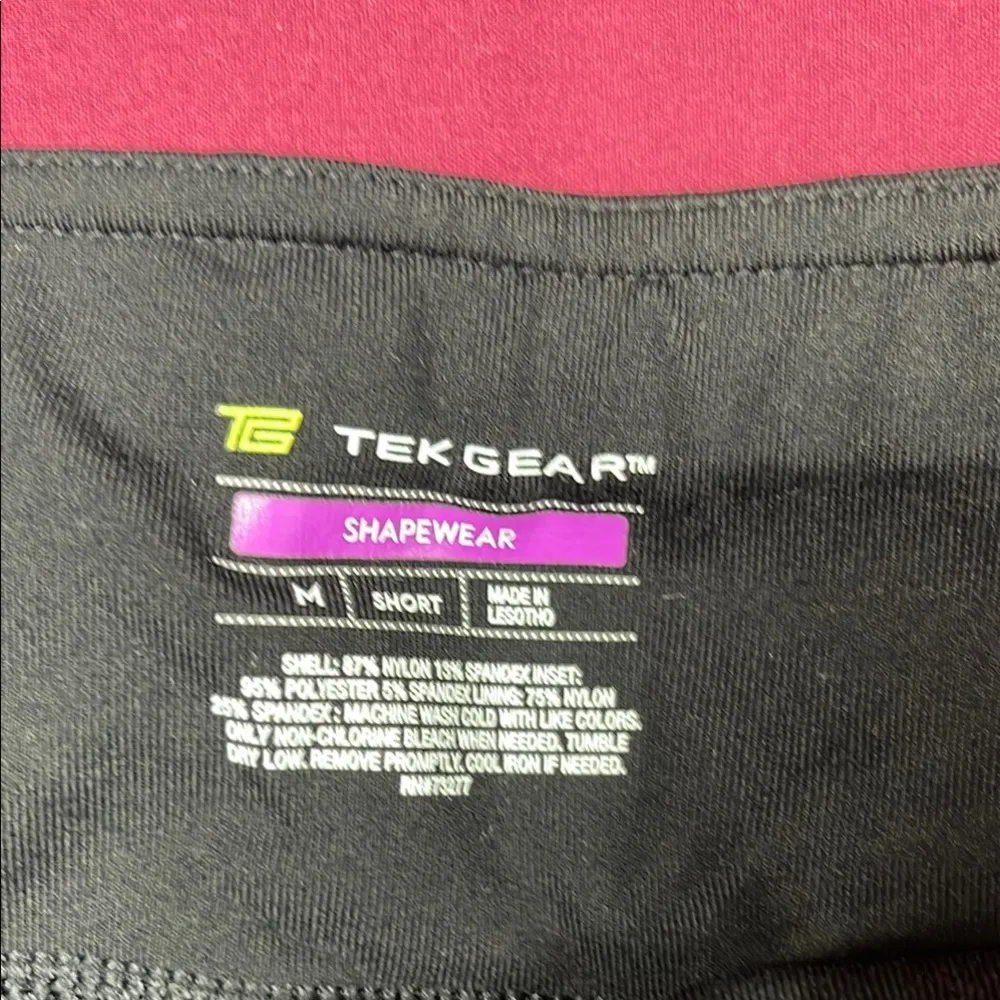 TG TEK GEAR™
SHAPEWEAR
M SHORT MADE IN
LESOTHO
SHELL: 87% NYLON 13% SPANDEX INSET:
95% POLYESTER 5% SPANDEX LINING: 75% NYLON
25% SPANDEX : MACHINE WASH COLD WITH LIKE COLORS.
ONLY NON-CHLORINE BLEACH WHEN NEEDED. TUMBLE
DRY LOW. REMOVE PROMPTLY. COOL IRON IF NEEDED.
RN#73277